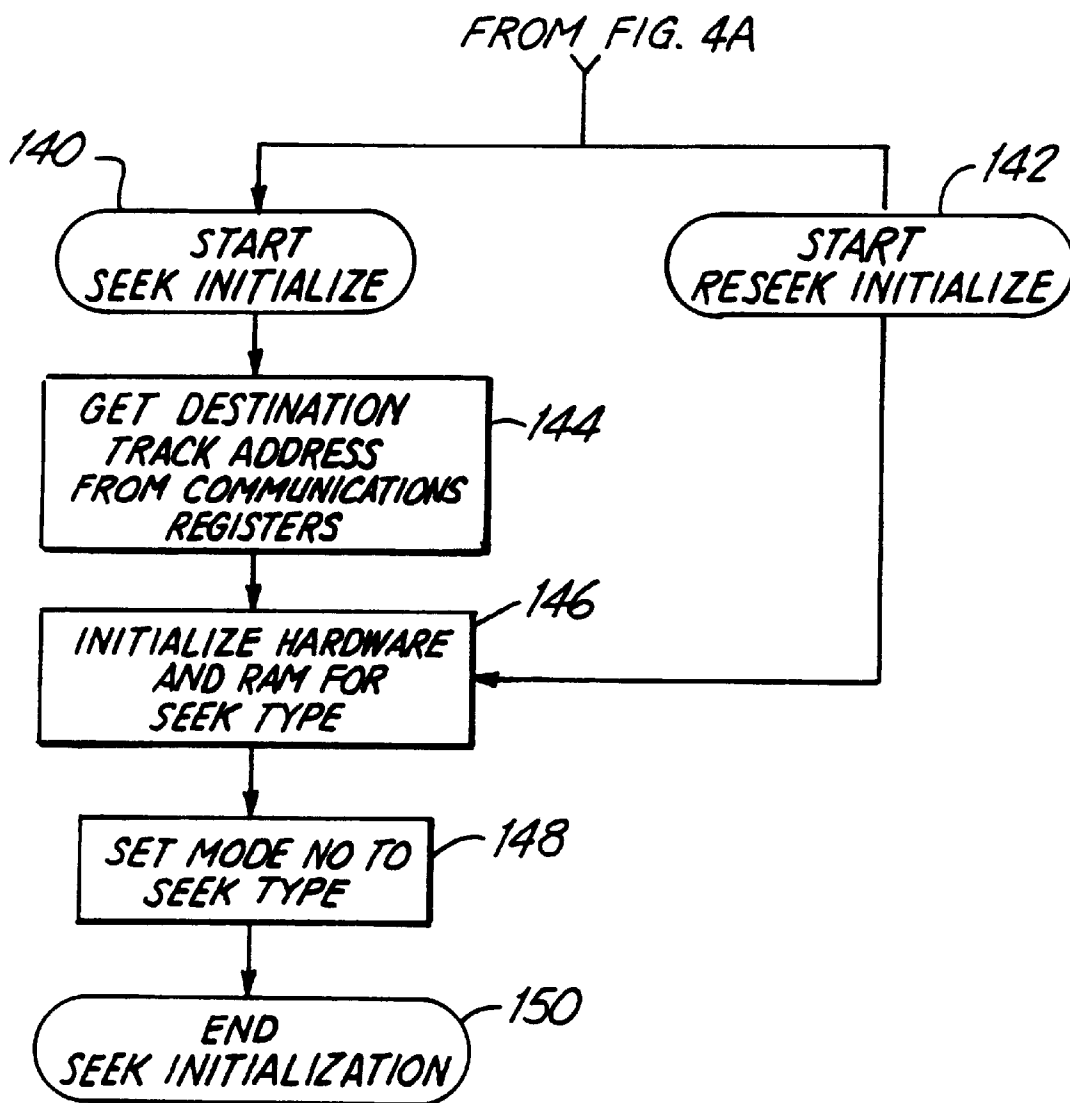 FROM FIG. 4A
140
START
SEEK INITIALIZE
142
START
RESEEK INITIALIZE
GET DESTINATION
TRACK ADDRESS
FROM COMMUNICATIONS
REGISTERS
144
INITIALIZE HARDWARE
AND RAM FOR
SEEK TYPE
146
SET MODE NO TO
SEEK TYPE
148
END
SEEK INITIALIZATION
150